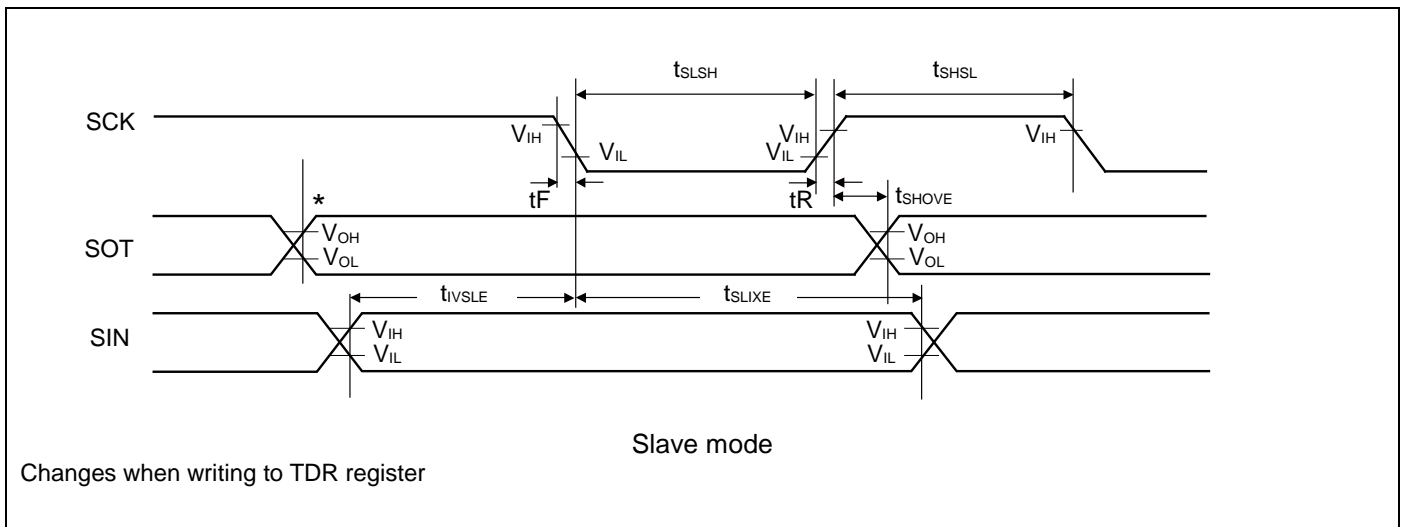 tSLSH tSHSL
SCK
VIH VIL VIL VIH VIH
tF tR tSHOVE
*
SOT
VOH VOH
VOL VOL
tIVSLE tSLIXE
SIN
VIH VIH
VIL VIL
Slave mode
Changes when writing to TDR register